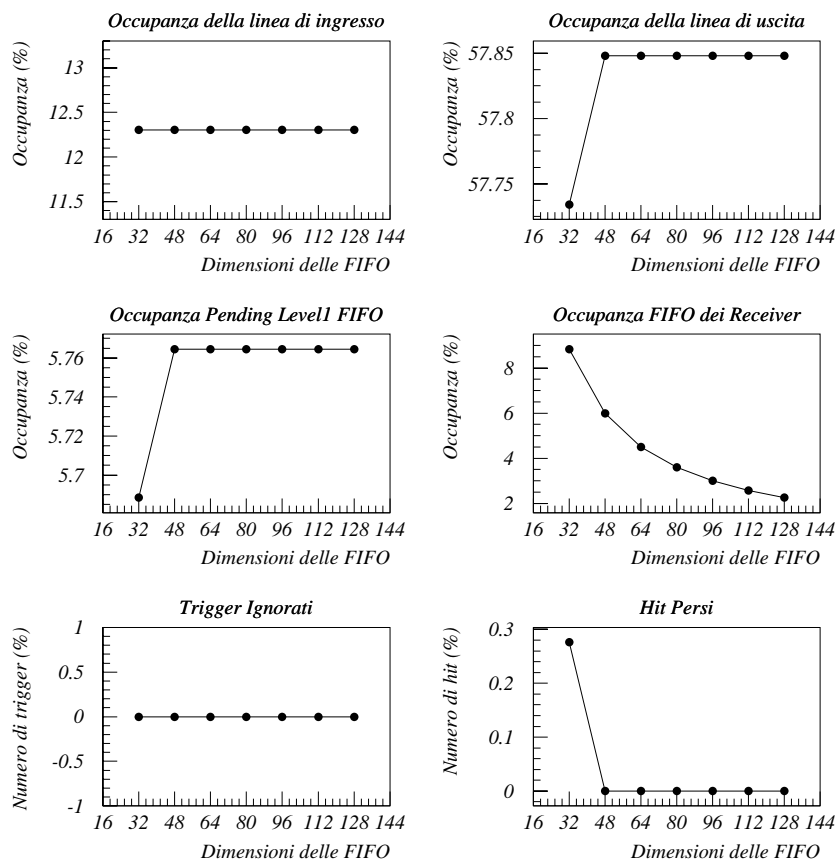 Occupanza della linea di ingresso
Occupanza (%)
13
12.5
12
11.5
16 32 48 64 80 96 112 128 144
Dimensioni delle FIFO
Occupanza della linea di uscita
Occupanza (%)
57.85
57.8
57.75
16 32 48 64 80 96 112 128 144
Dimensioni delle FIFO
Occupanza Pending Level1 FIFO
Occupanza (%)
5.76
5.74
5.72
5.7
16 32 48 64 80 96 112 128 144
Dimensioni delle FIFO
Occupanza FIFO dei Receiver
Occupanza (%)
8
6
4
2
16 32 48 64 80 96 112 128 144
Dimensioni delle FIFO
Trigger Ignorati
Numero di trigger (%)
1
0.5
0
-0.5
-1
16 32 48 64 80 96 112 128 144
Dimensioni delle FIFO
Hit Persi
Numero di hit (%)
0.3
0.2
0.1
0
16 32 48 64 80 96 112 128 144
Dimensioni delle FIFO